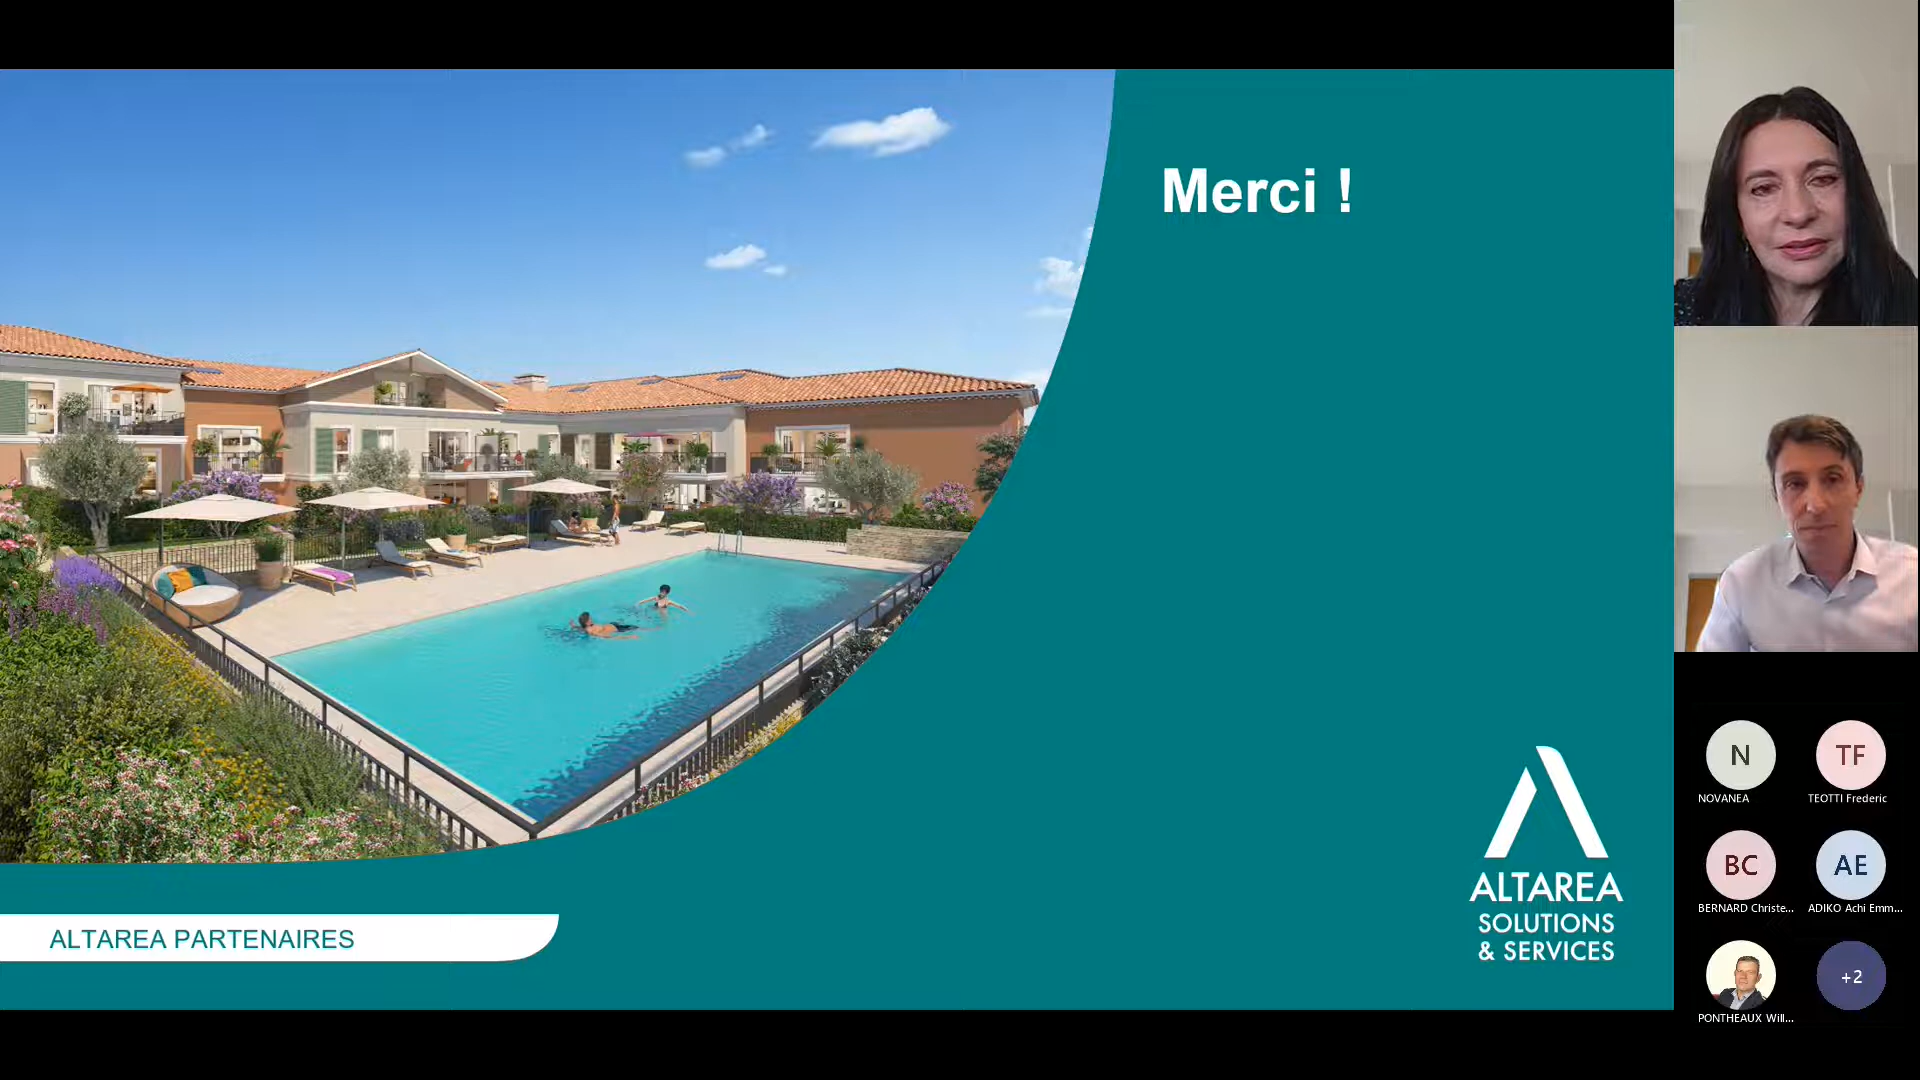 Merci !
ALTAREA
SOLUTIONS
& SERVICES
ALTAREA PARTENAIRES
N
NOVANEA
TF
TEOTTI Frederic
BC
BERNARD Christe...
AE
ADIKO Achi Emm...
PONTHEAUX Will...
+2